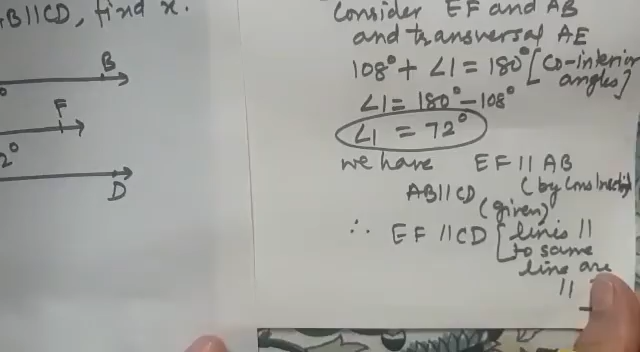 AB||CD, find x.
B
F
2°
D
Consider EF and AB
and transversal AE
108° + ∠1 = 180° [Co-interior
angles]
∠1 = 180° - 108°
∠1 = 72°
we have EF || AB
(by Construction)
AB||CD
(given)
∴ EF || CD [lines ||
to same
line are
||